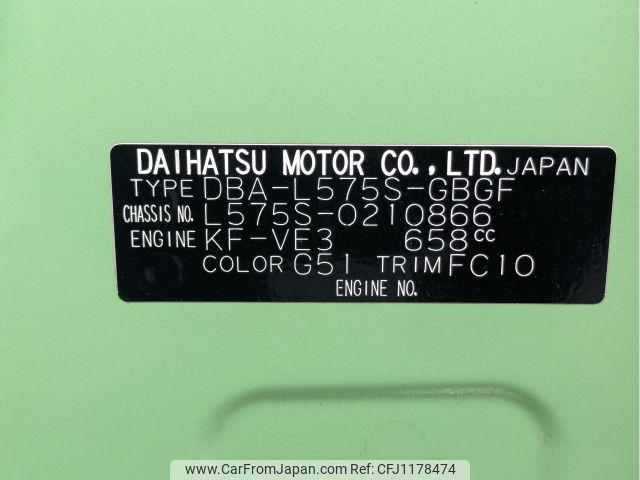 DAIHATSU MOTOR CO., LTD. JAPAN
TYPE DBA-L575S-GBGF
CHASSIS NO. L575S-0210866
ENGINE KF-VE3 658cc
COLOR G51 TRIM FC10
ENGINE NO.
www.CarFromJapan.com | CFJ1178474